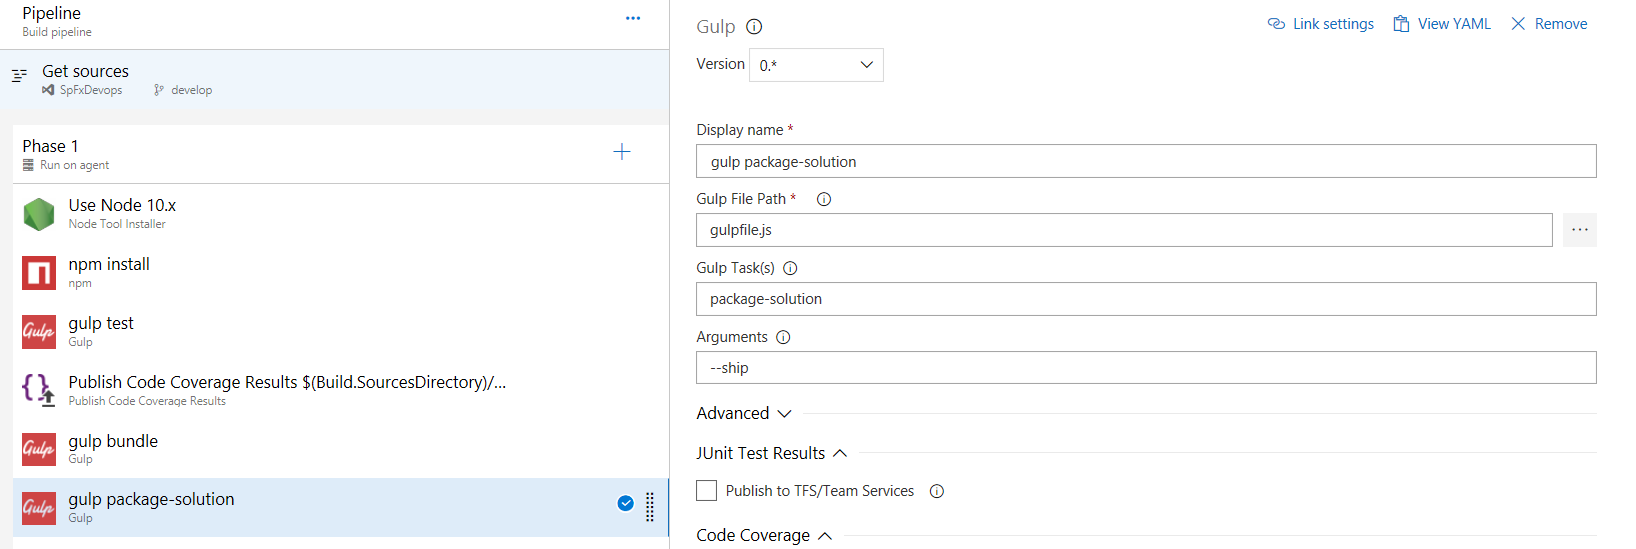 Pipeline
Build pipeline
Get sources
SpFxDevops develop
Phase 1
Run on agent
Use Node 10.x
Node Tool Installer
npm install
npm
gulp test
Gulp
Gulp
Publish Code Coverage Results $(Build.SourcesDirectory)/...
Publish Code Coverage Results
gulp bundle
Gulp
Gulp
gulp package-solution
Gulp
Gulp
Gulp
Link settings
View YAML
Remove
Version 0.*
Display name *
gulp package-solution
Gulp File Path *
gulpfile.js
...
Gulp Task(s)
package-solution
Arguments
--ship
Advanced
JUnit Test Results
Publish to TFS/Team Services
Code Coverage